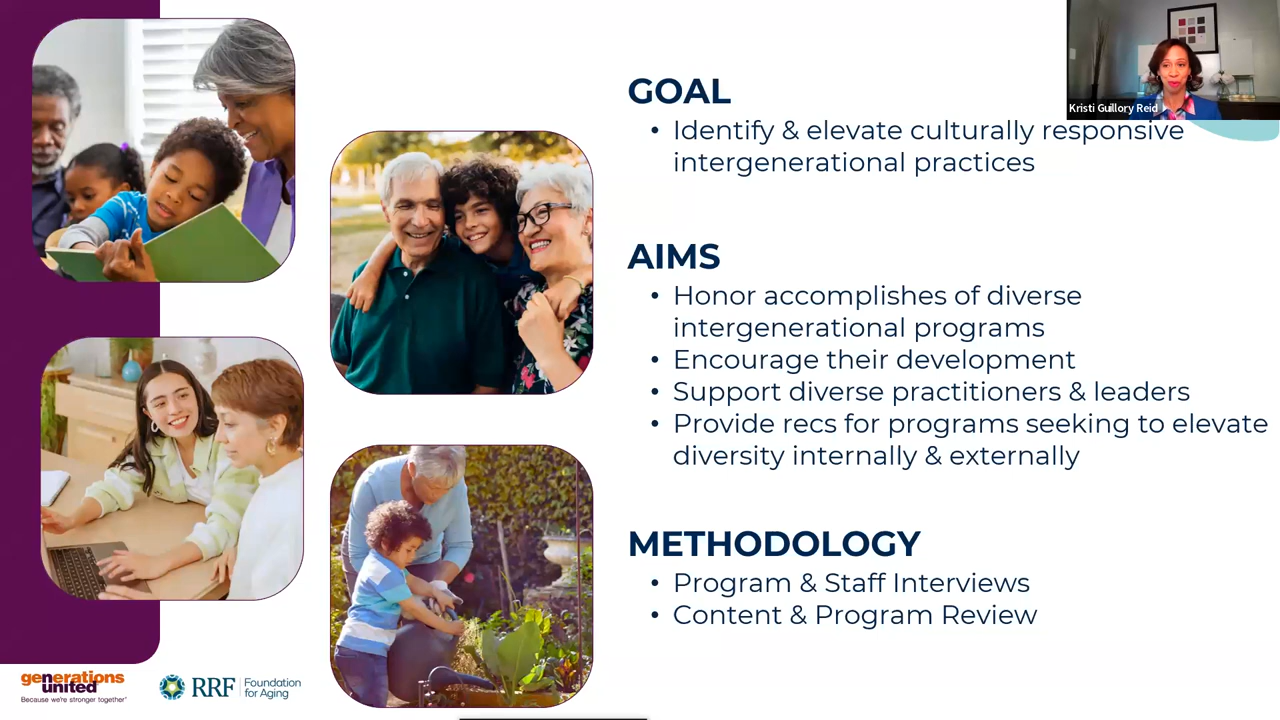 Kristi Guillory Reid
GOAL
• Identify & elevate culturally responsive
intergenerational practices
AIMS
• Honor accomplishes of diverse
intergenerational programs
• Encourage their development
• Support diverse practitioners & leaders
• Provide recs for programs seeking to elevate
diversity internally & externally
METHODOLOGY
• Program & Staff Interviews
• Content & Program Review
generations
united
Because we're stronger together®
RRF
Foundation
for Aging